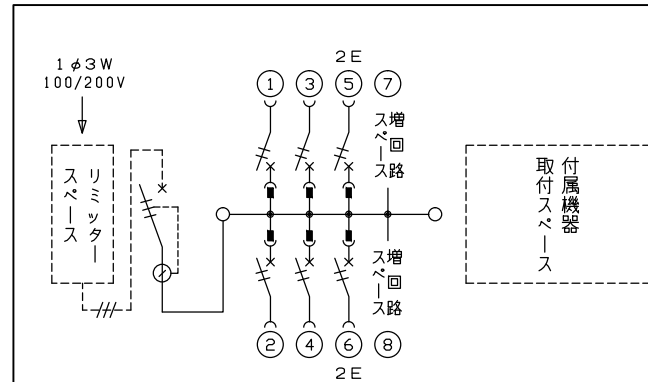 1φ3W
100/200V
リミッター
スペース
2E
① ③ ⑤ ⑦
増回路
スペース
増回路
スペース
② ④ ⑥ ⑧
2E
付属機器
取付スペース